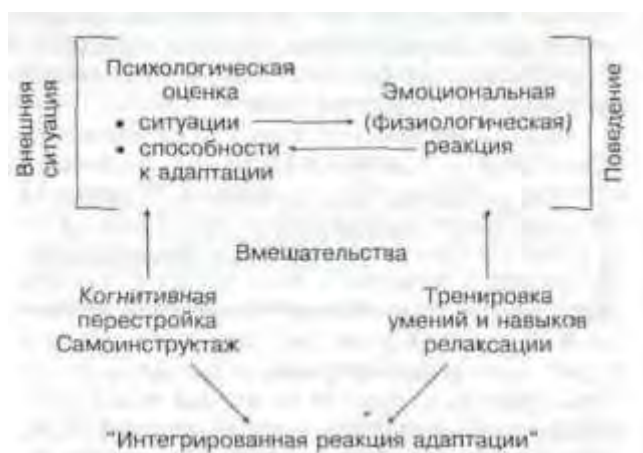 Внешняя
ситуация
Психологическая
оценка
• ситуации
• способности
к адаптации
Эмоциональная
(физиологическая)
реакция
Поведение
Вмешательства
Когнитивная
перестройка
Самоинструктаж
Тренировка
умений и навыков
релаксации
"Интегрированная реакция адаптации"